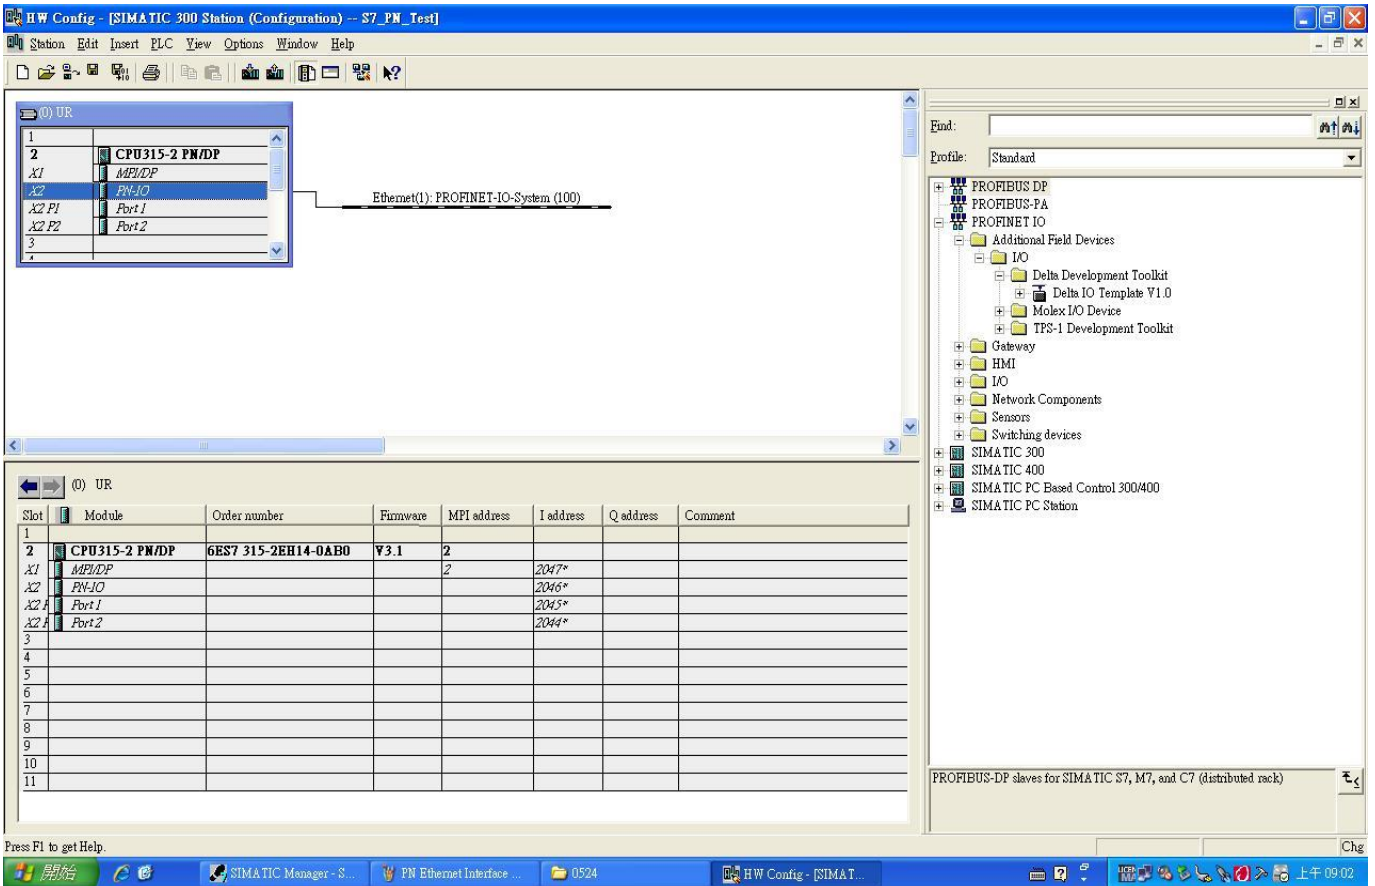 HW Config - [SIMATIC 300 Station (Configuration) -- S7_PN_Test]
Station Edit Insert PLC View Options Window Help
(0) UR
1
2 CPU315-2 PN/DP
X1 MPI/DP
X2 PN-IO
X2 P1 Port 1
X2 P2 Port 2
3
Ethernet(1): PROFINET-IO-System (100)
Find:
Profile: Standard
PROFIBUS DP
PROFIBUS-PA
PROFINET IO
Additional Field Devices
I/O
Delta Development Toolkit
Delta IO Template V1.0
Molex I/O Device
TPS-1 Development Toolkit
Gateway
HMI
I/O
Network Components
Sensors
Switching devices
SIMATIC 300
SIMATIC 400
SIMATIC PC Based Control 300/400
SIMATIC PC Station
PROFIBUS-DP slaves for SIMATIC S7, M7, and C7 (distributed rack)
(0) UR
Slot Module Order number Firmware MPI address I address Q address Comment
1
2 CPU315-2 PN/DP 6ES7 315-2EH14-0AB0 V3.1 2
X1 MPI/DP 2 2047*
X2 PN-IO 2046*
X2 Port 1 2045*
X2 Port 2 2044*
3
4
5
6
7
8
9
10
11
Press F1 to get Help.
Chg
開始
SIMATIC Manager - S...
PN Ethernet Interface ...
0524
HW Config - [SIMAT...
上午 09:02